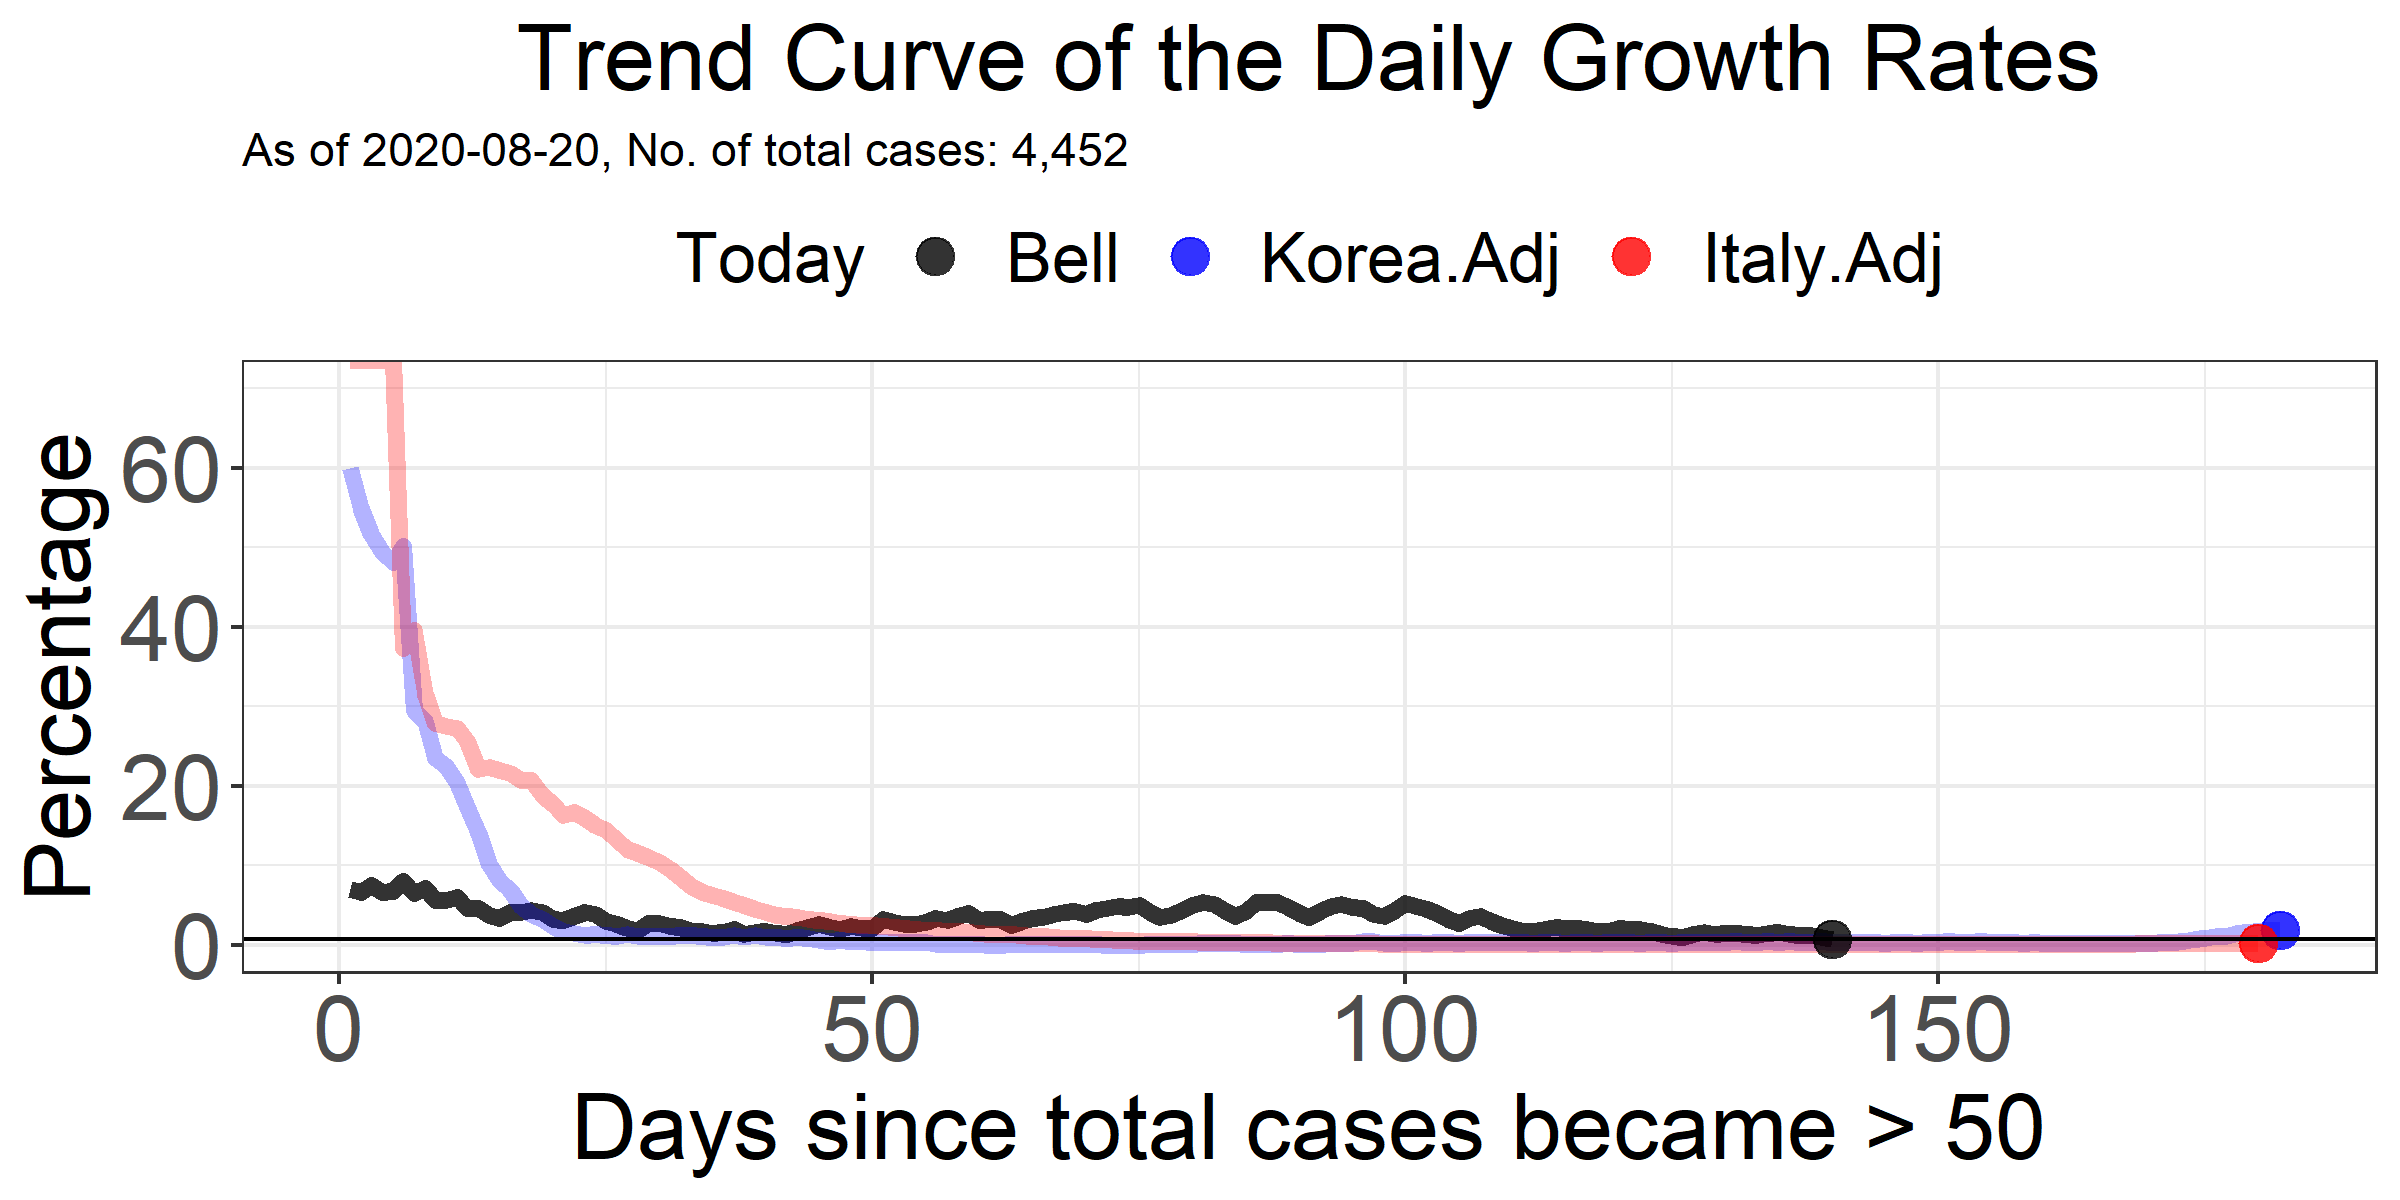 Trend Curve of the Daily Growth Rates
As of 2020-08-20, No. of total cases: 4,452
Today Bell Korea.Adj Italy.Adj
Percentage
60
40
20
0
0 50 100 150
Days since total cases became > 50